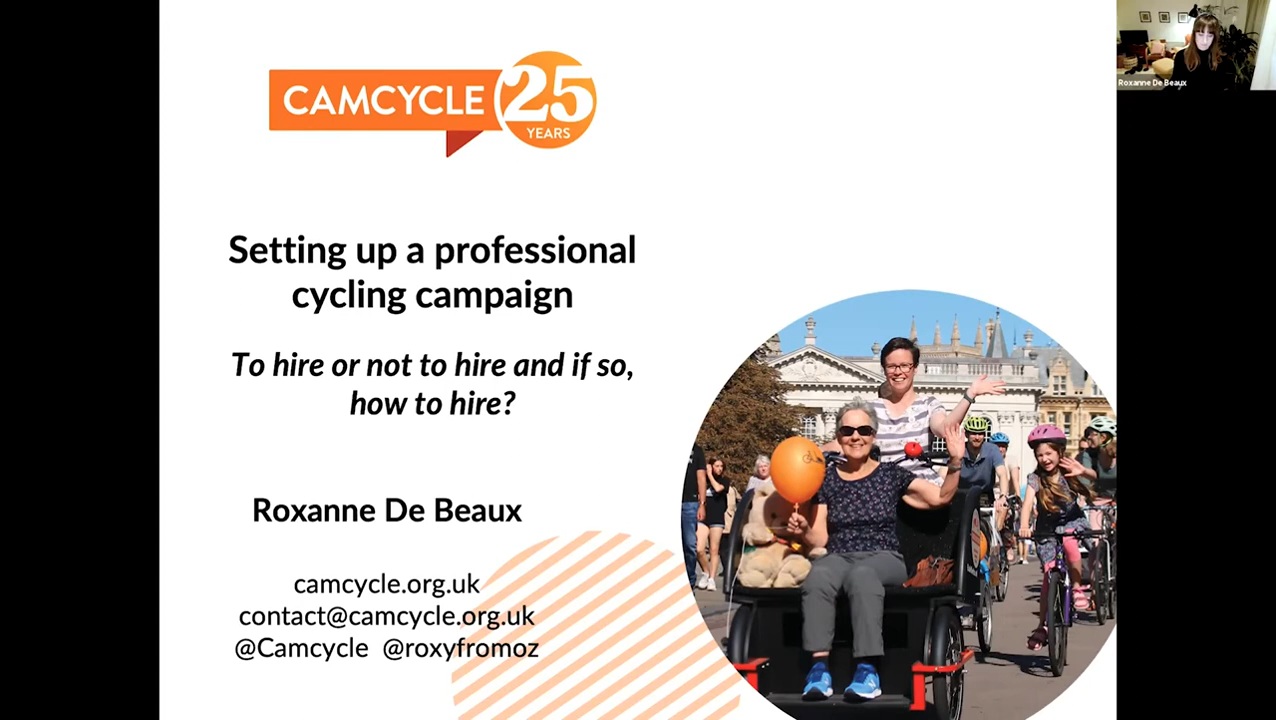 CAMCYCLE 25
YEARS
Roxanne De Beaux
Setting up a professional
cycling campaign
To hire or not to hire and if so,
how to hire?
Roxanne De Beaux
camcycle.org.uk
contact@camcycle.org.uk
@Camcycle @roxyfromoz